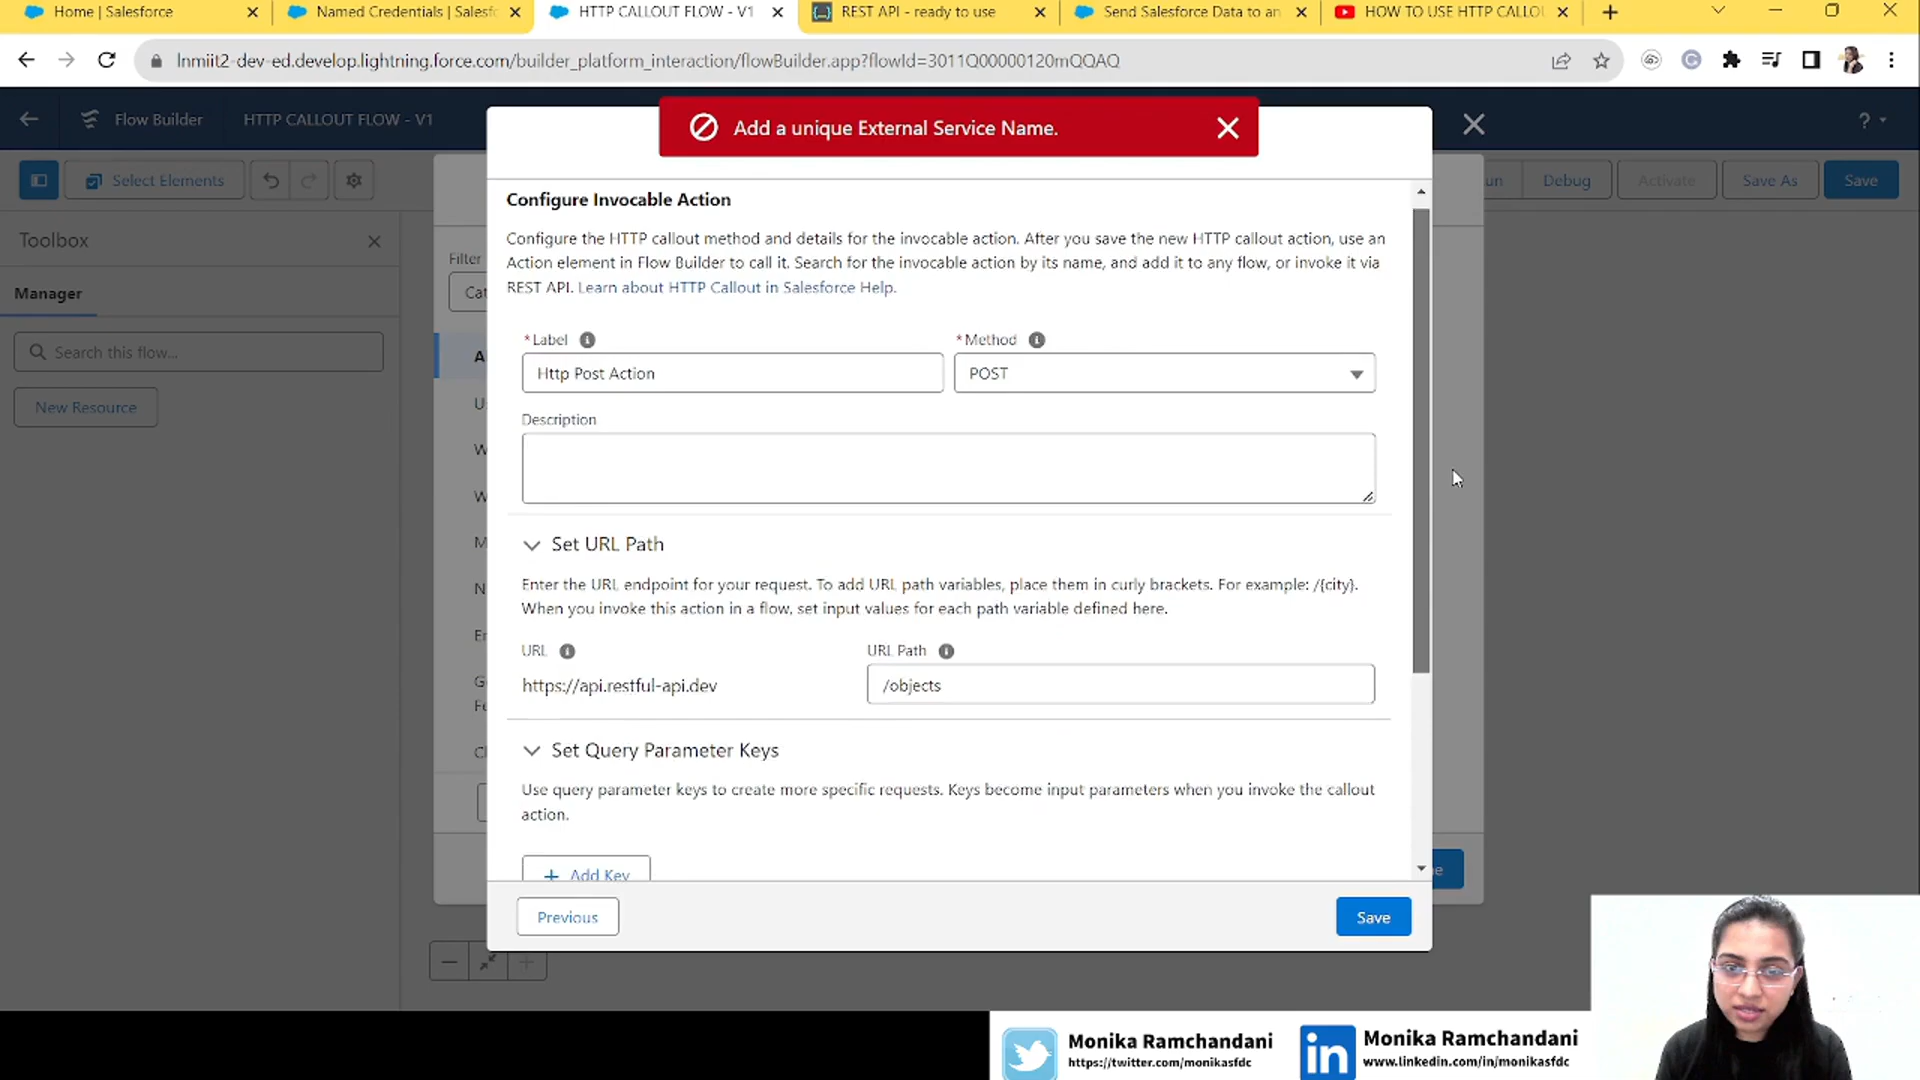 Home | Salesforce
Named Credentials | Salesfo
HTTP CALLOUT FLOW - V1
REST API - ready to use
Send Salesforce Data to an
HOW TO USE HTTP CALLO
lnmiit2-dev-ed.develop.lightning.force.com/builder_platform_interaction/flowBuilder.app?flowId=3011Q00000120mQQAQ
Flow Builder
HTTP CALLOUT FLOW - V1
Add a unique External Service Name.
?
Select Elements
un
Debug
Activate
Save As
Save
Toolbox
Manager
Search this flow...
New Resource
Filter
Cat
A
U
W
W
M
N
Er
G
Fe
Cl
Configure Invocable Action
Configure the HTTP callout method and details for the invocable action. After you save the new HTTP callout action, use an
Action element in Flow Builder to call it. Search for the invocable action by its name, and add it to any flow, or invoke it via
REST API. Learn about HTTP Callout in Salesforce Help.
*Label
*Method
Http Post Action
POST
Description
Set URL Path
Enter the URL endpoint for your request. To add URL path variables, place them in curly brackets. For example: /{city}.
When you invoke this action in a flow, set input values for each path variable defined here.
URL
URL Path
https://api.restful-api.dev
/objects
Set Query Parameter Keys
Use query parameter keys to create more specific requests. Keys become input parameters when you invoke the callout
action.
+ Add Key
Previous
Save
e
Monika Ramchandani
https://twitter.com/monikasfdc
in
Monika Ramchandani
www.linkedin.com/in/monikasfdc